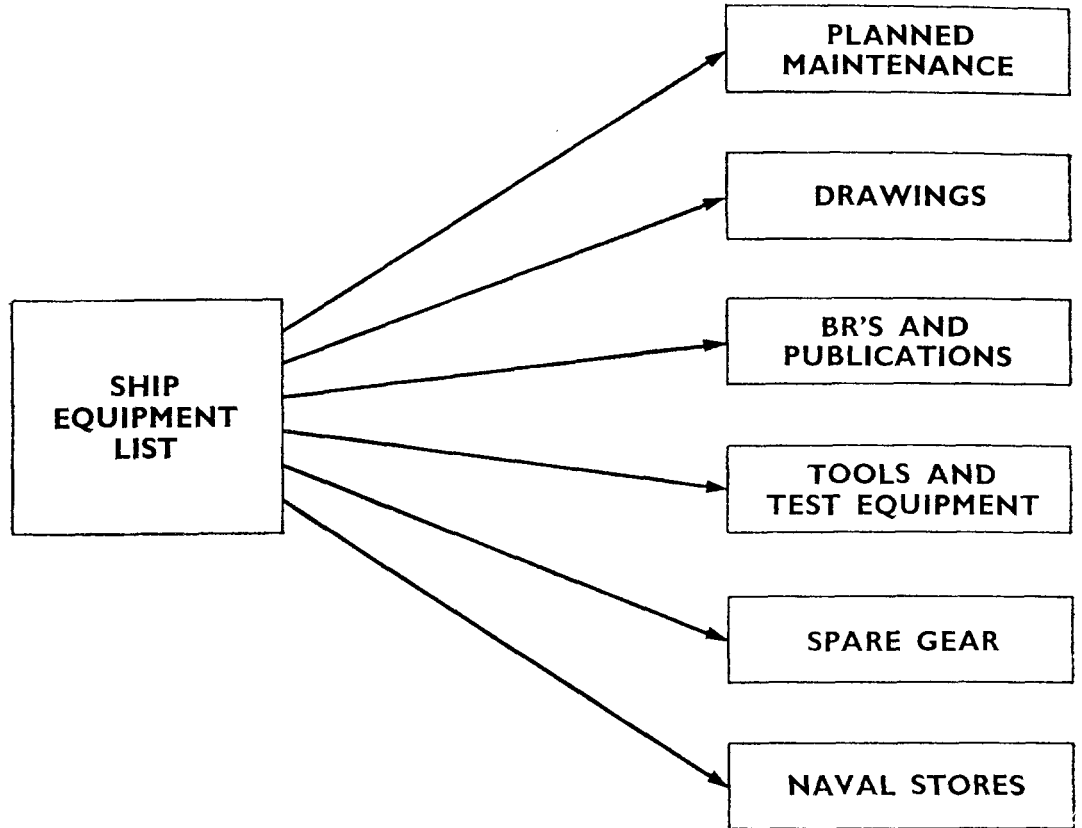 PLANNED
MAINTENANCE
DRAWINGS
BR'S AND
PUBLICATIONS
SHIP
EQUIPMENT
LIST
TOOLS AND
TEST EQUIPMENT
SPARE GEAR
NAVAL STORES